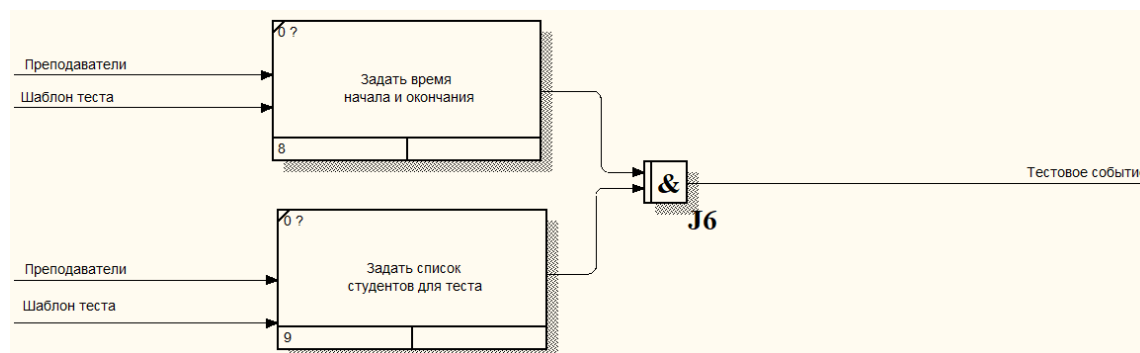 0 ?
Преподаватели
Задать время
начала и окончания
Шаблон теста
8
&
Тестовое событие
J6
0 ?
Преподаватели
Задать список
студентов для теста
Шаблон теста
9